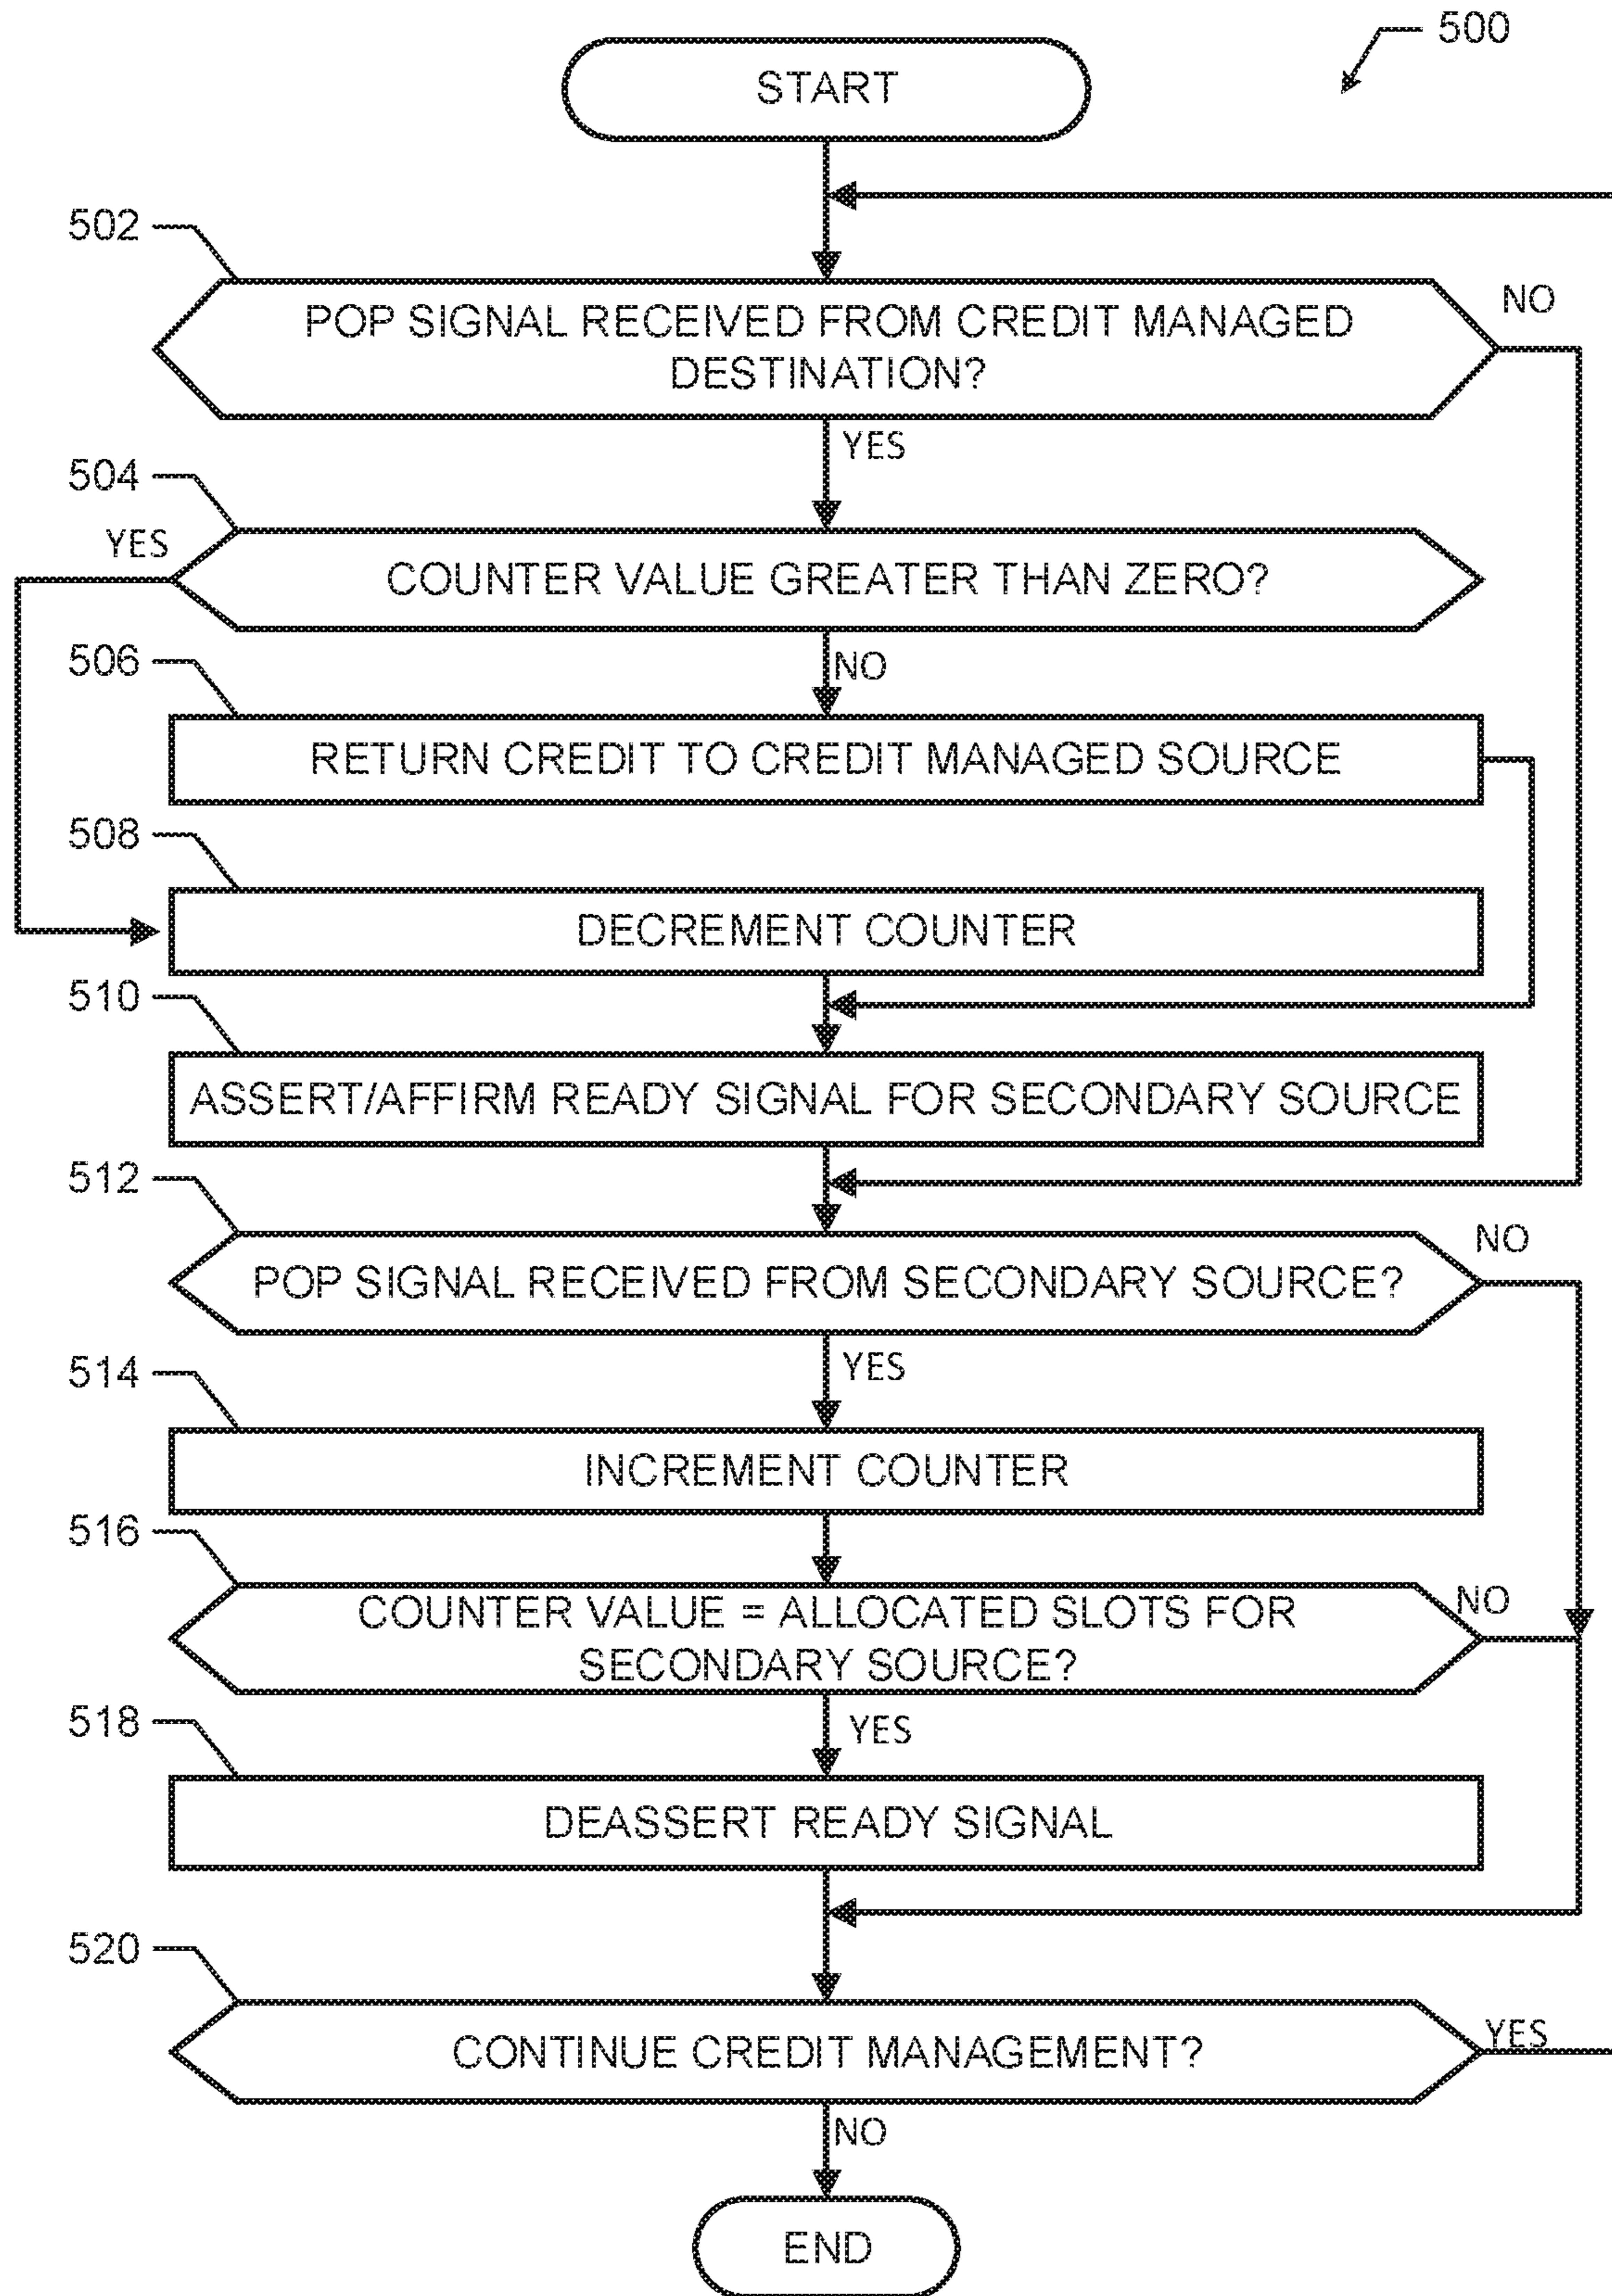 500
START
502
POP SIGNAL RECEIVED FROM CREDIT MANAGED
DESTINATION?
NO
YES
504
YES
COUNTER VALUE GREATER THAN ZERO?
NO
506
RETURN CREDIT TO CREDIT MANAGED SOURCE
508
DECREMENT COUNTER
510
ASSERT/AFFIRM READY SIGNAL FOR SECONDARY SOURCE
512
POP SIGNAL RECEIVED FROM SECONDARY SOURCE?
NO
YES
514
INCREMENT COUNTER
516
COUNTER VALUE = ALLOCATED SLOTS FOR
SECONDARY SOURCE?
NO
YES
518
DEASSERT READY SIGNAL
520
CONTINUE CREDIT MANAGEMENT?
YES
NO
END